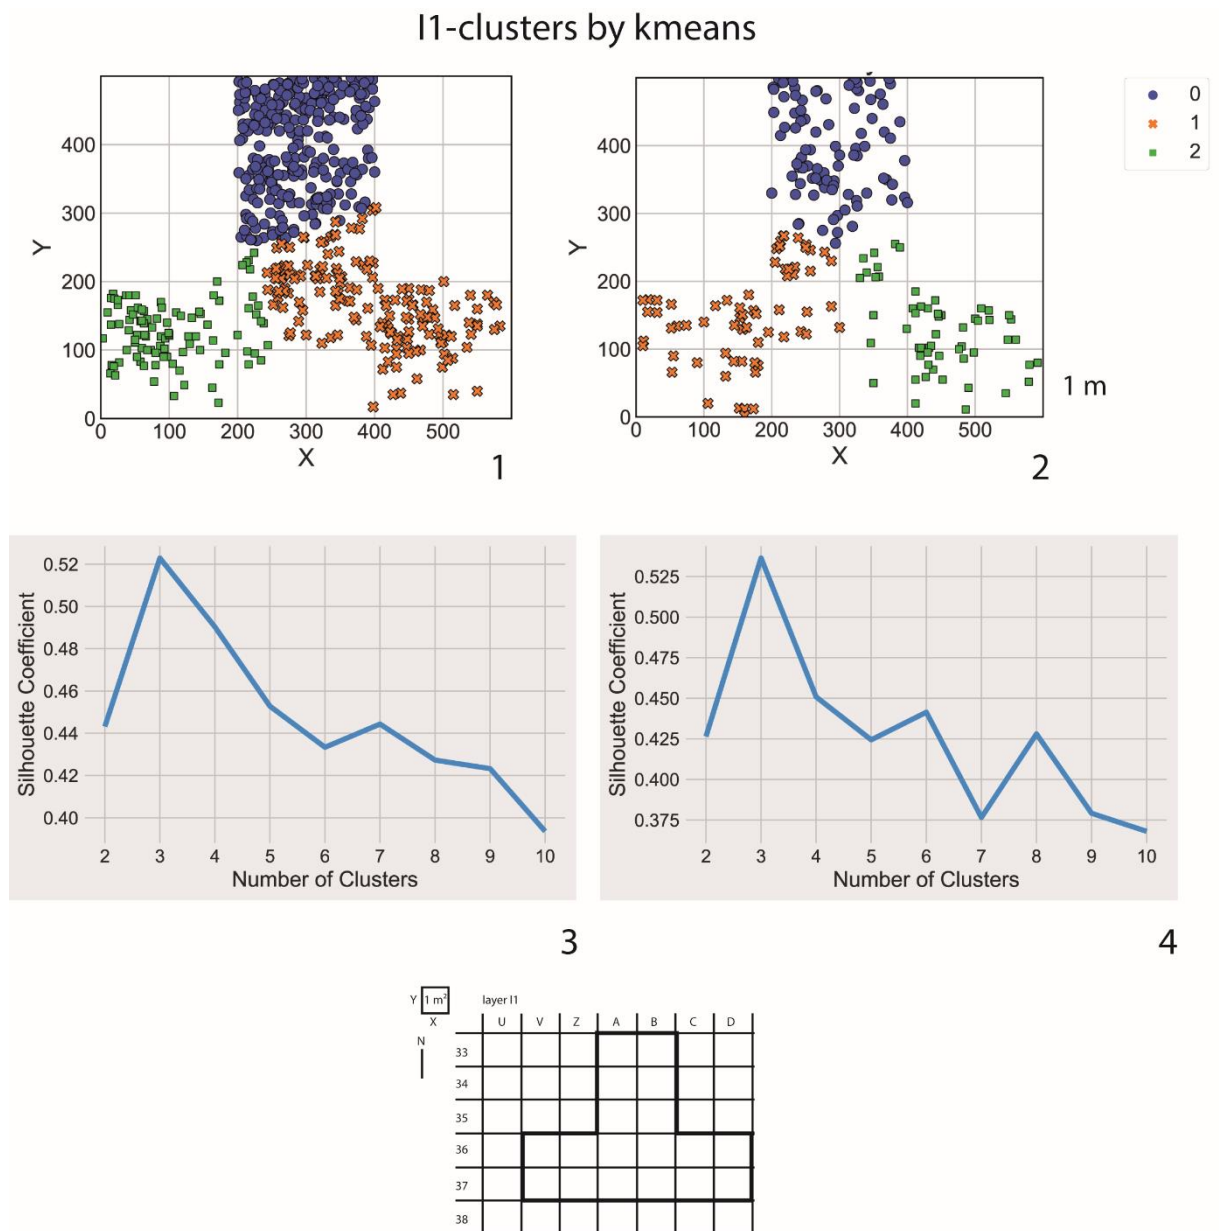 l1-clusters by kmeans
400
300
200
100
0
Y
0 100 200 300 400 500
X
1
400
300
200
100
0
Y
0 100 200 300 400 500
X
2
0
1
2
1 m
0.52
0.50
0.48
0.46
0.44
0.42
0.40
Silhouette Coefficient
2 3 4 5 6 7 8 9 10
Number of Clusters
3
0.525
0.500
0.475
0.450
0.425
0.400
0.375
Silhouette Coefficient
2 3 4 5 6 7 8 9 10
Number of Clusters
4
Y 1 m² layer l1
X
U V Z A B C D
N
33
34
35
36
37
38